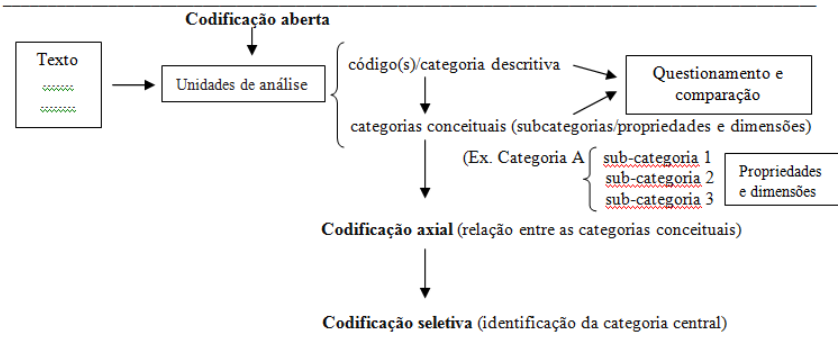 Codificação aberta
Texto
Unidades de análise
código(s)/categoria descritiva
Questionamento e
comparação
categorias conceituais (subcategorias/propriedades e dimensões)
(Ex. Categoria A
sub-categoria 1
sub-categoria 2
sub-categoria 3
Propriedades
e dimensões
Codificação axial (relação entre as categorias conceituais)
Codificação seletiva (identificação da categoria central)